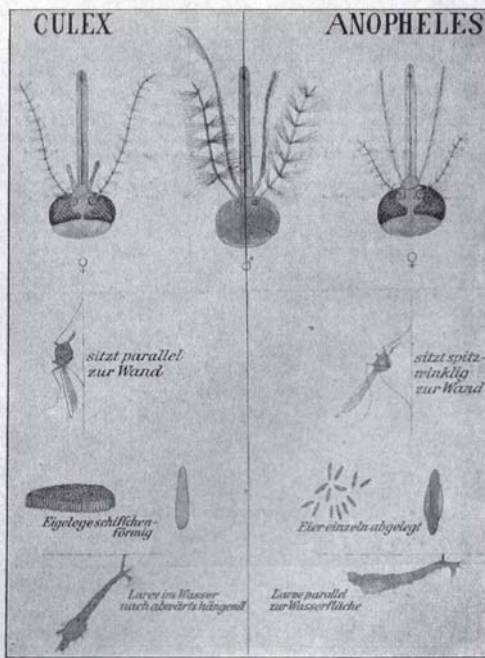 CULEX
ANOPHELES
♀
♂
♀
sitzt parallel
zur Wand
sitzt spitz-
winklig
zur Wand
Eigelege schiffchen-
förmig
Eier einzeln abgelegt
Larve im Wasser
nach abwärts hängend
Larve parallel
zur Wasserfläche